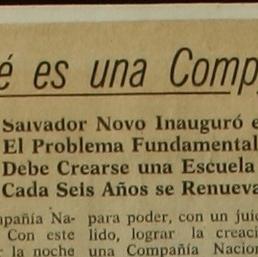 é es una Comp
Salvador Novo Inauguró e
El Problema Fundamental
Debe Crearse una Escuela
Cada Seis Años se Renueva
pañía Na- para poder, con un juic
Con este lido, lograr la creaci
la noche una Compañía Nacion